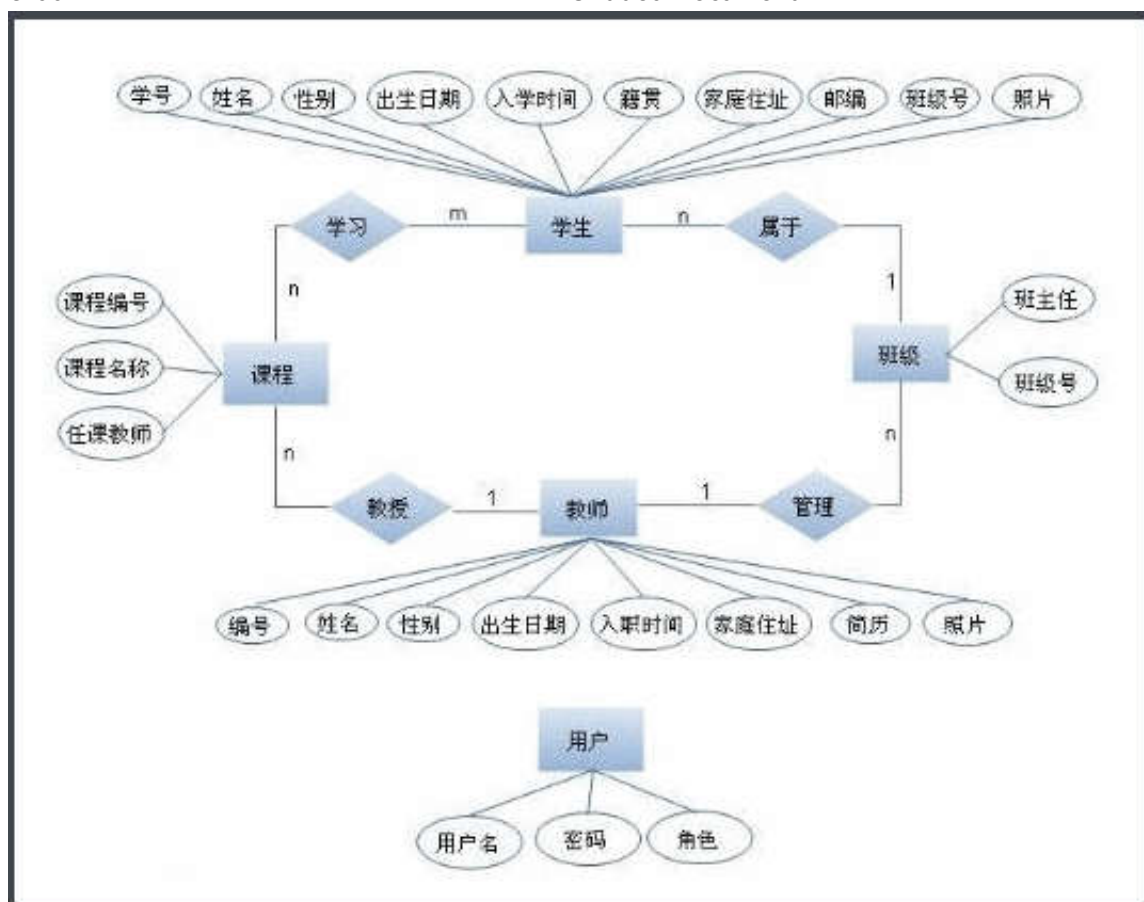 学号 姓名 性别 出生日期 入学时间 籍贯 家庭住址 邮编 班级号 照片
学习 m 学生 n 属于
n 1
课程编号 班主任
课程名称 课程 班级 班级号
任课教师
n n
教授 1 教师 1 管理
编号 姓名 性别 出生日期 入职时间 家庭住址 简历 照片
用户
用户名 密码 角色